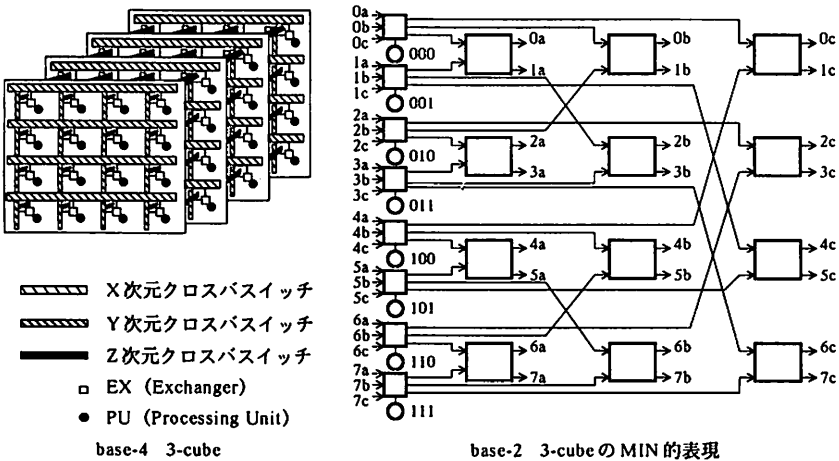 X次元クロスバスイッチ
Y次元クロスバスイッチ
Z次元クロスバスイッチ
EX (Exchanger)
PU (Processing Unit)
base-4 3-cube
0a
0b
0c
000
1a
1b
1c
001
2a
2b
2c
010
3a
3b
3c
011
4a
4b
4c
100
5a
5b
5c
101
6a
6b
6c
110
7a
7b
7c
111
0a
1a
2a
3a
4a
5a
6a
7a
0b
1b
2b
3b
4b
5b
6b
7b
0c
1c
2c
3c
4c
5c
6c
7c
base-2 3-cubeのMIN的表現